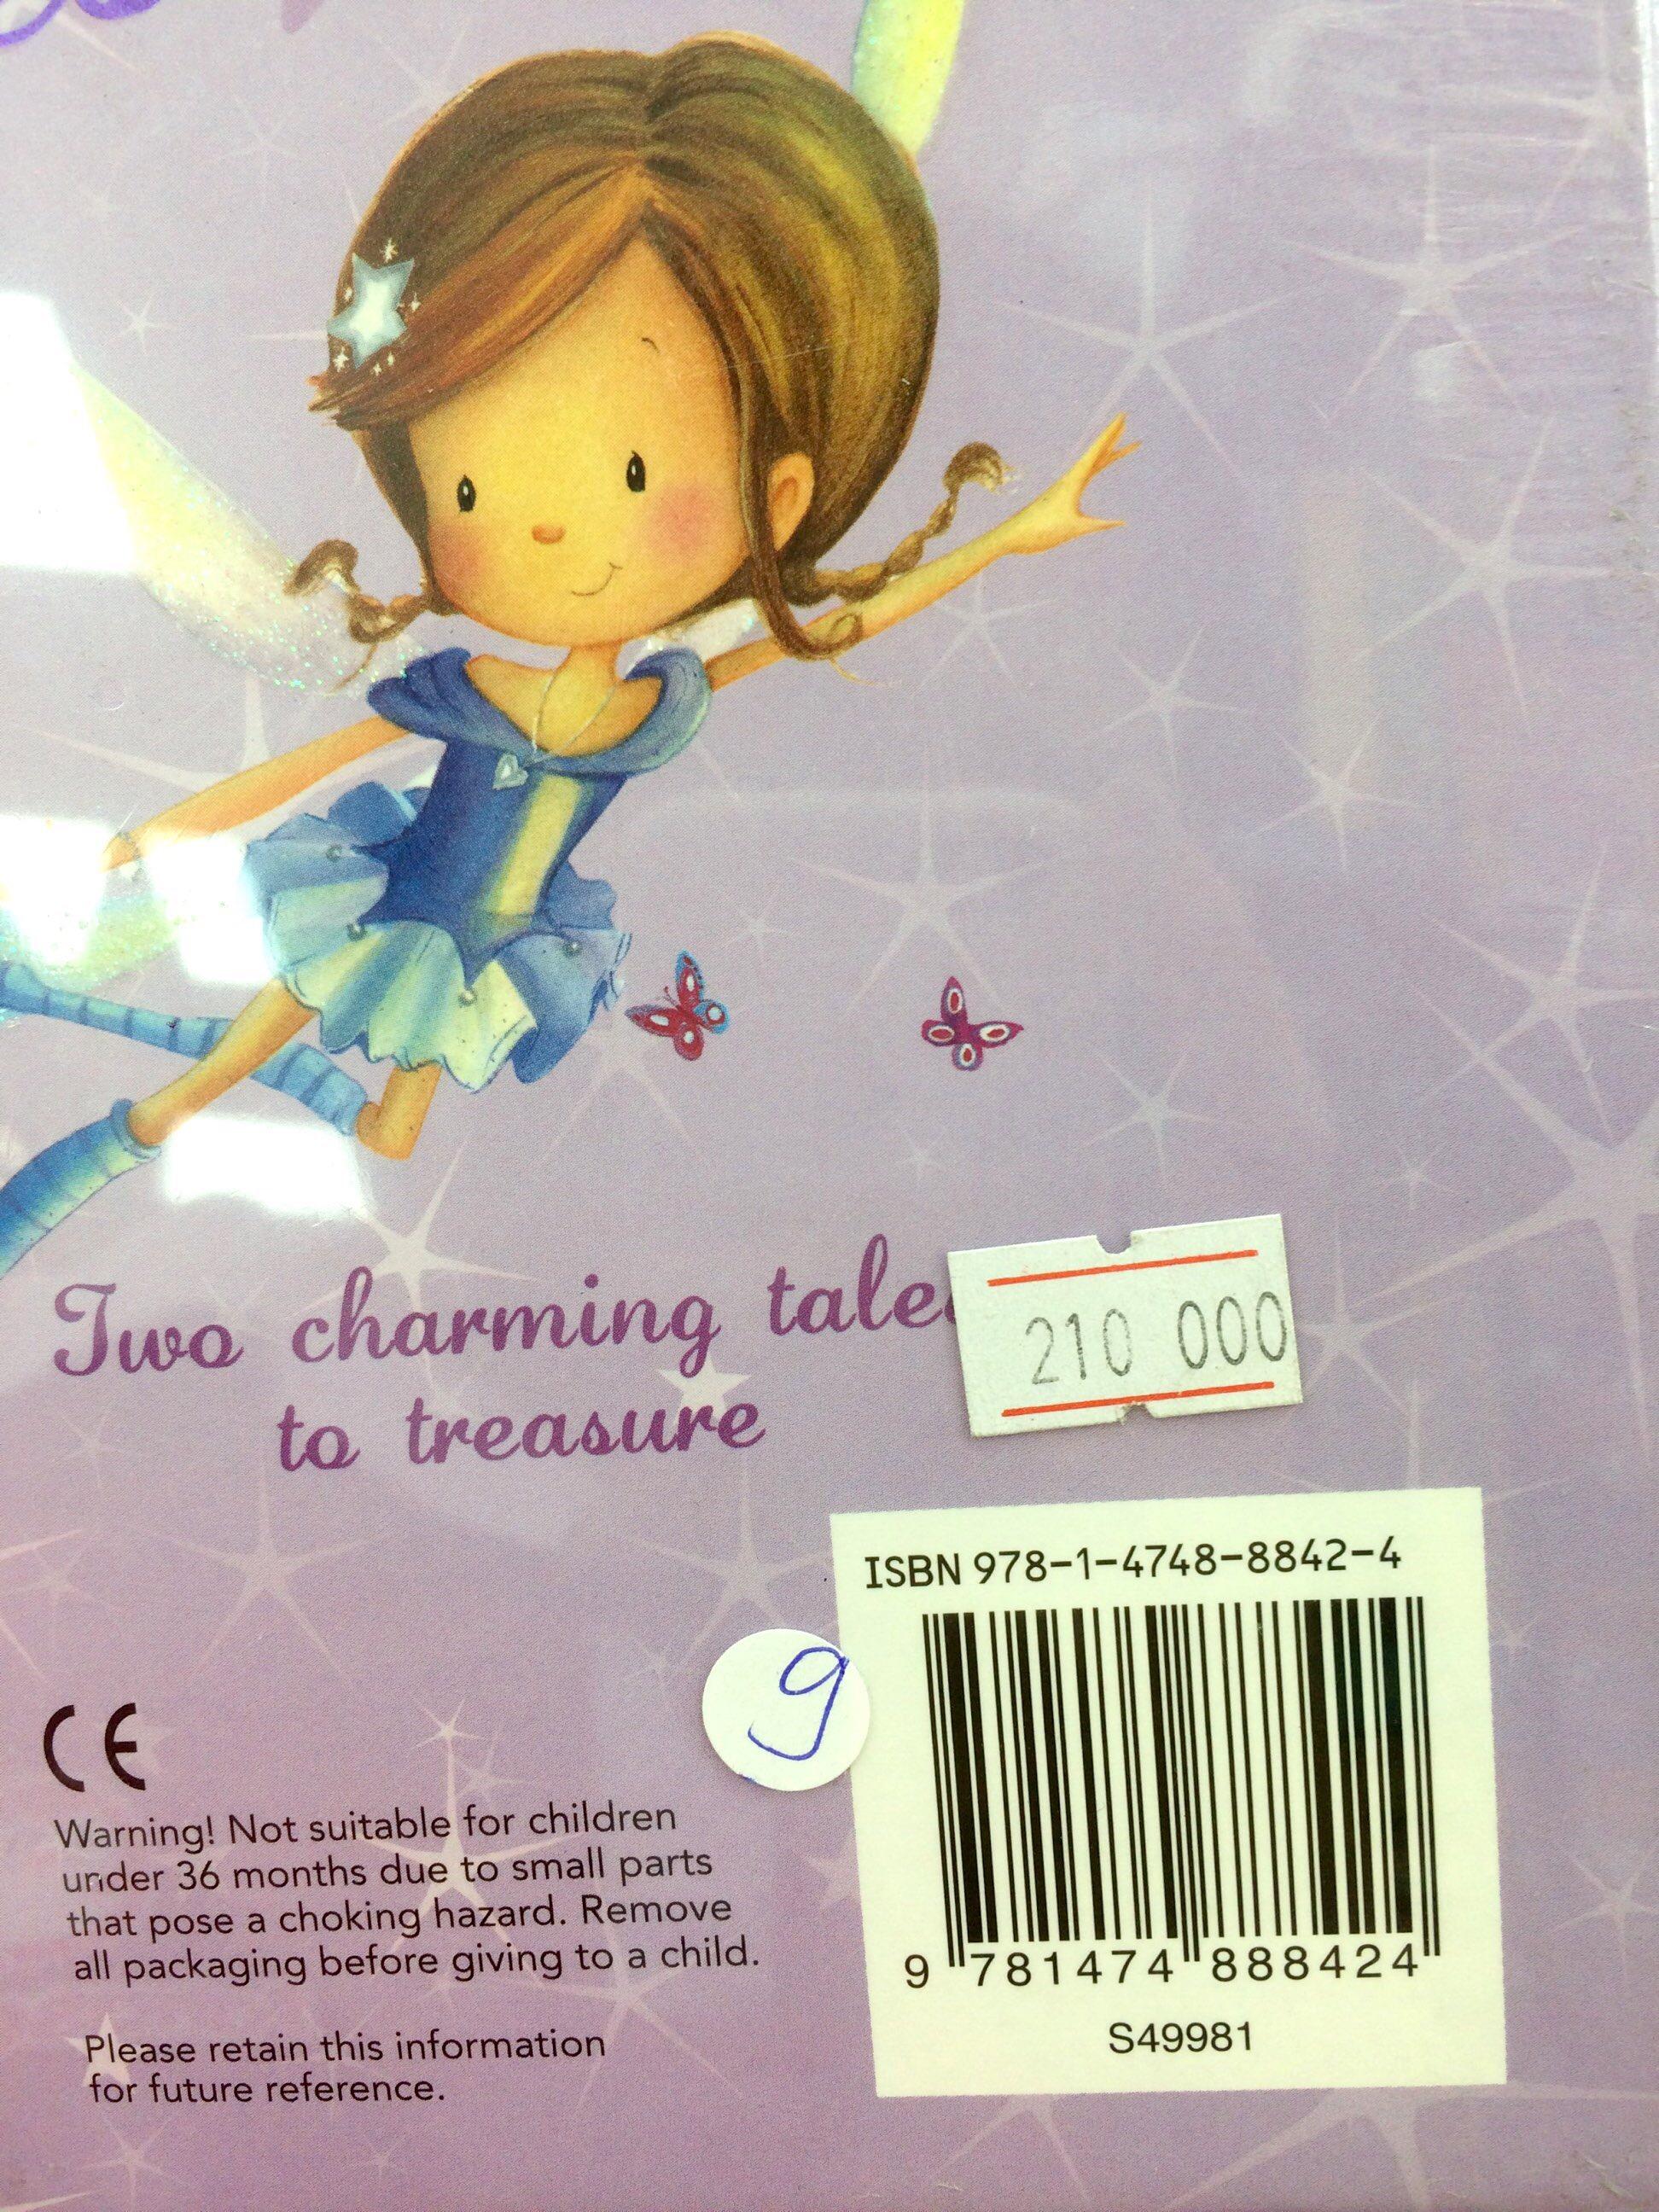 Two charming tales
to treasure
210 000
ISBN 978-1-4748-8842-4
9
9 781474 888424
S49981
CE
Warning! Not suitable for children
under 36 months due to small parts
that pose a choking hazard. Remove
all packaging before giving to a child.
Please retain this information
for future reference.